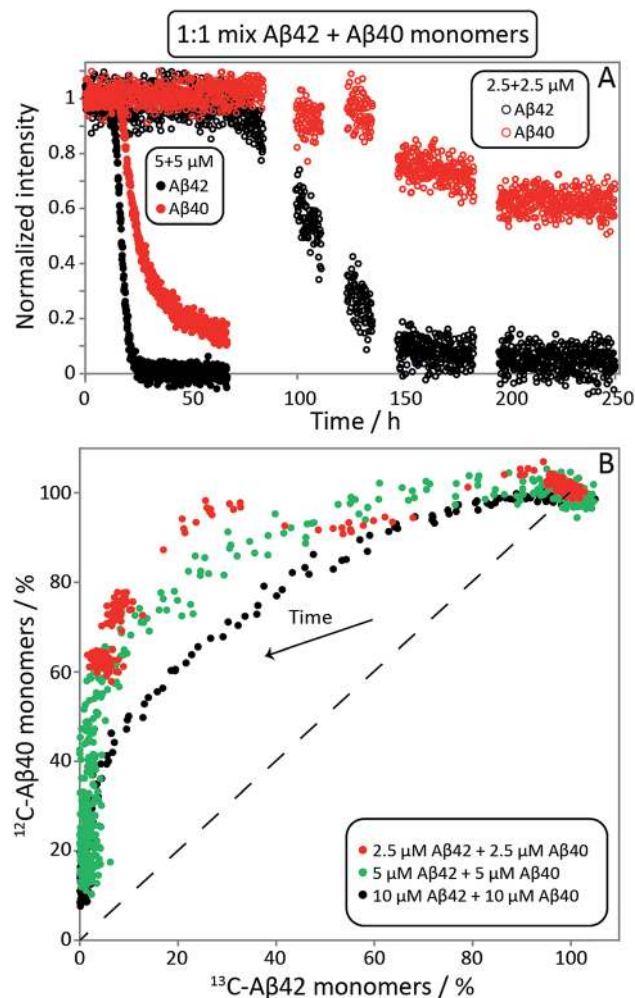 1:1 mix Aβ42 + Aβ40 monomers
A
Normalized intensity
1
0.8
0.6
0.4
0.2
0
5+5 μM
Aβ42
Aβ40
2.5+2.5 μM
Aβ42
Aβ40
0
50
100
150
200
250
Time / h
B
¹²C-Aβ40 monomers / %
100
80
60
40
20
0
Time
2.5 μM Aβ42 + 2.5 μM Aβ40
5 μM Aβ42 + 5 μM Aβ40
10 μM Aβ42 + 10 μM Aβ40
0
20
40
60
80
100
¹³C-Aβ42 monomers / %